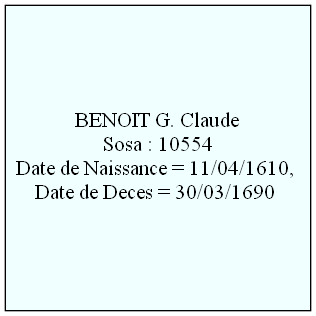 BENOIT G. Claude
Sosa : 10554
Date de Naissance = 11/04/1610,
Date de Deces = 30/03/1690